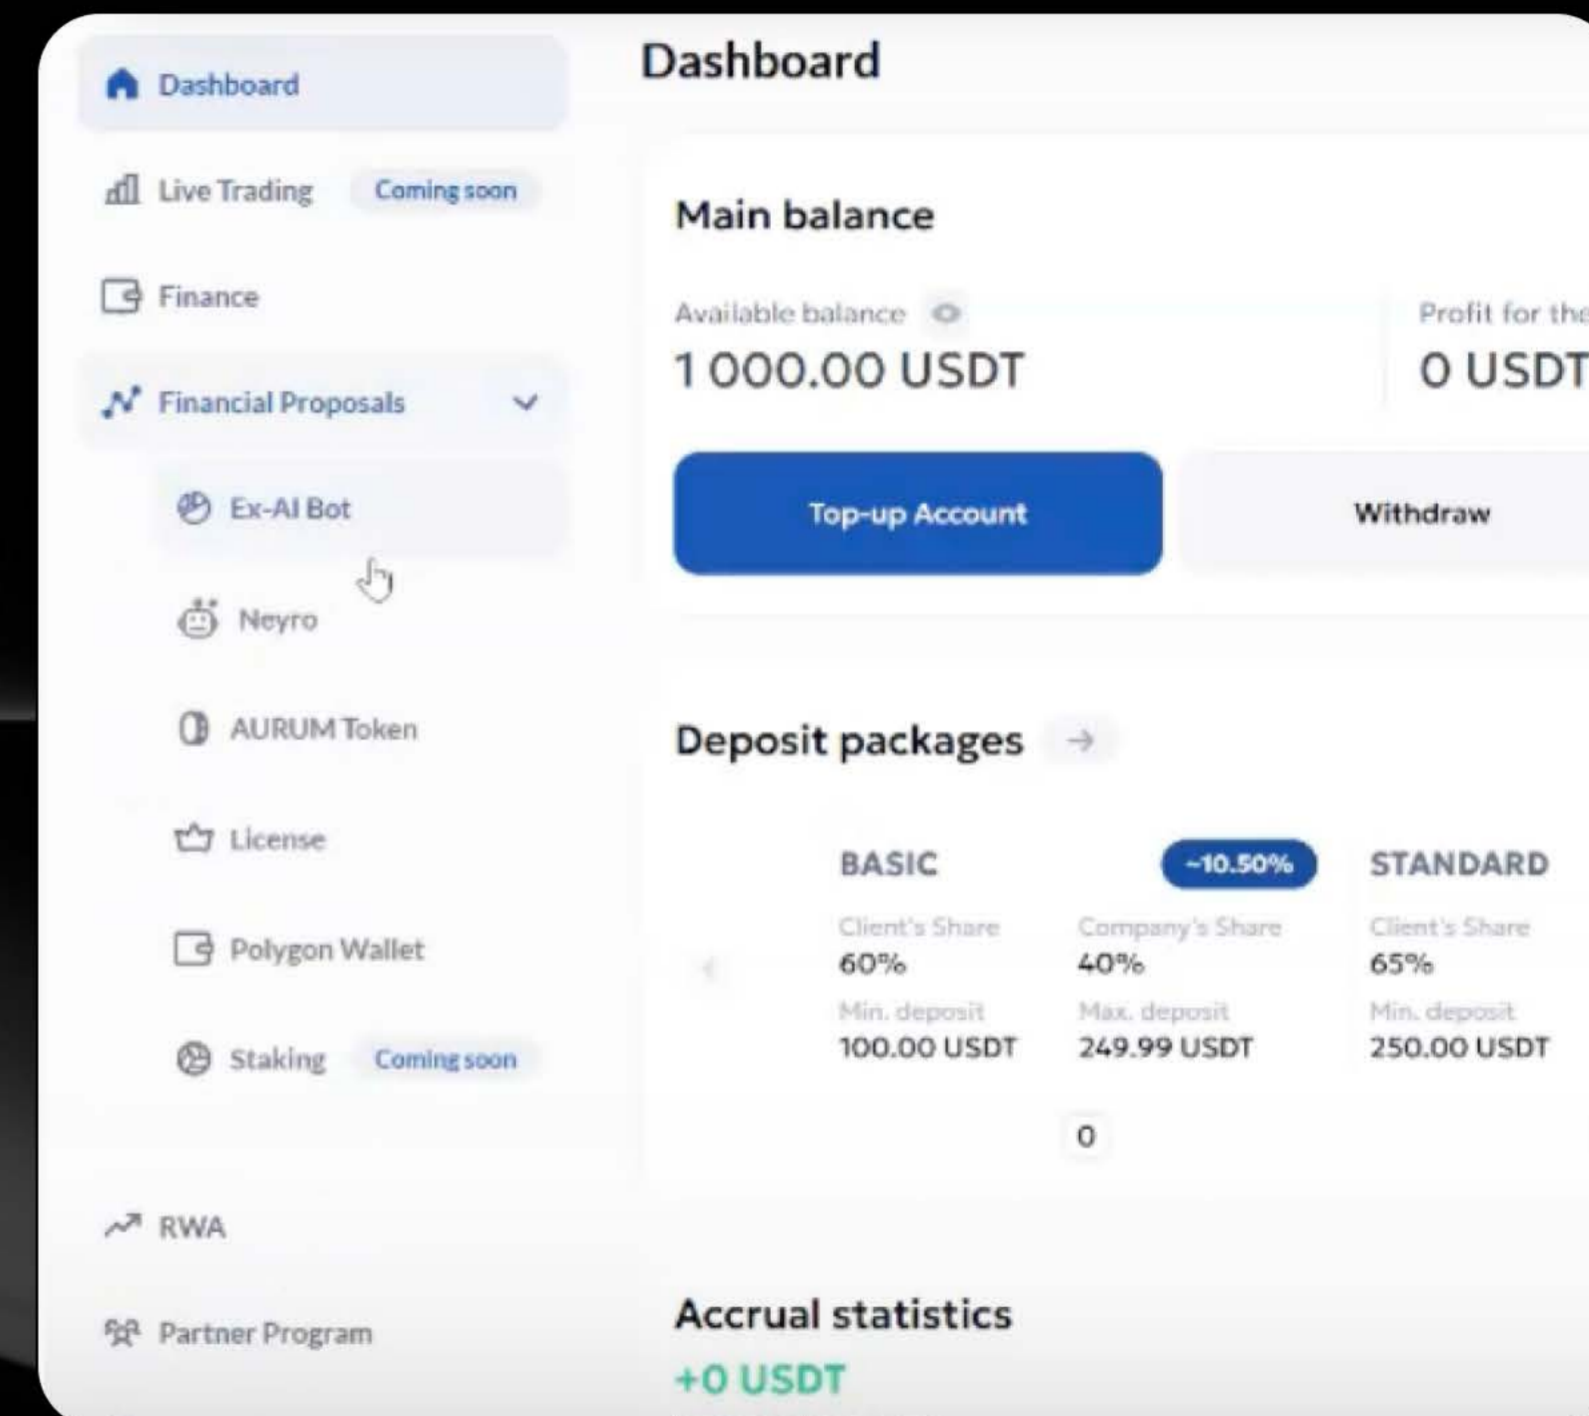 Dashboard
Live Trading Coming soon
Finance
Financial Proposals
Ex-AI Bot
Neyro
AURUM Token
License
Polygon Wallet
Staking Coming soon
RWA
Partner Program
Dashboard
Main balance
Available balance
1 000.00 USDT
Profit for the
0 USDT
Top-up Account
Withdraw
Deposit packages
BASIC ~10.50%
Client's Share Company's Share
60% 40%
Min. deposit Max. deposit
100.00 USDT 249.99 USDT
STANDARD
Client's Share
65%
Min. deposit
250.00 USDT
0
Accrual statistics
+0 USDT